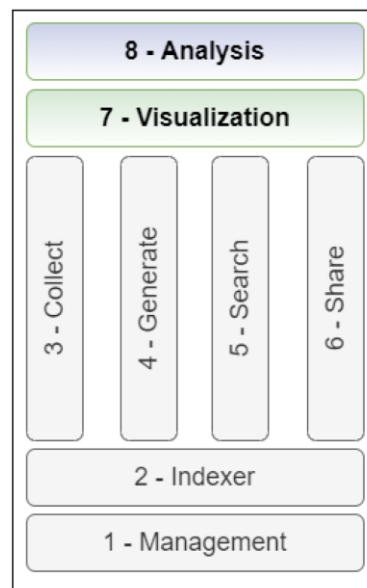 8 - Analysis
7 - Visualization
3 - Collect
4 - Generate
5 - Search
6 - Share
2 - Indexer
1 - Management